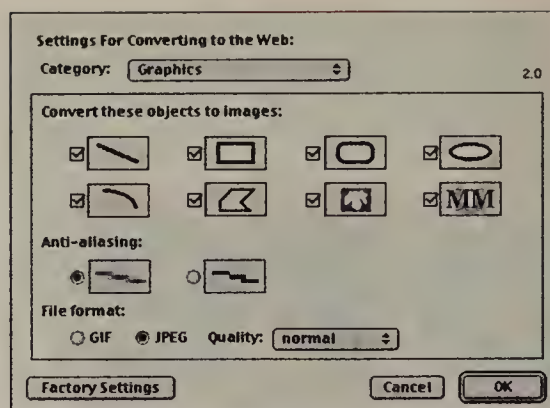 Settings For Converting to the Web:
Category: Graphics
2.0
Convert these objects to images:
MM
Anti-aliasing:
File format:
GIF JPEG Quality: normal
Factory Settings Cancel OK